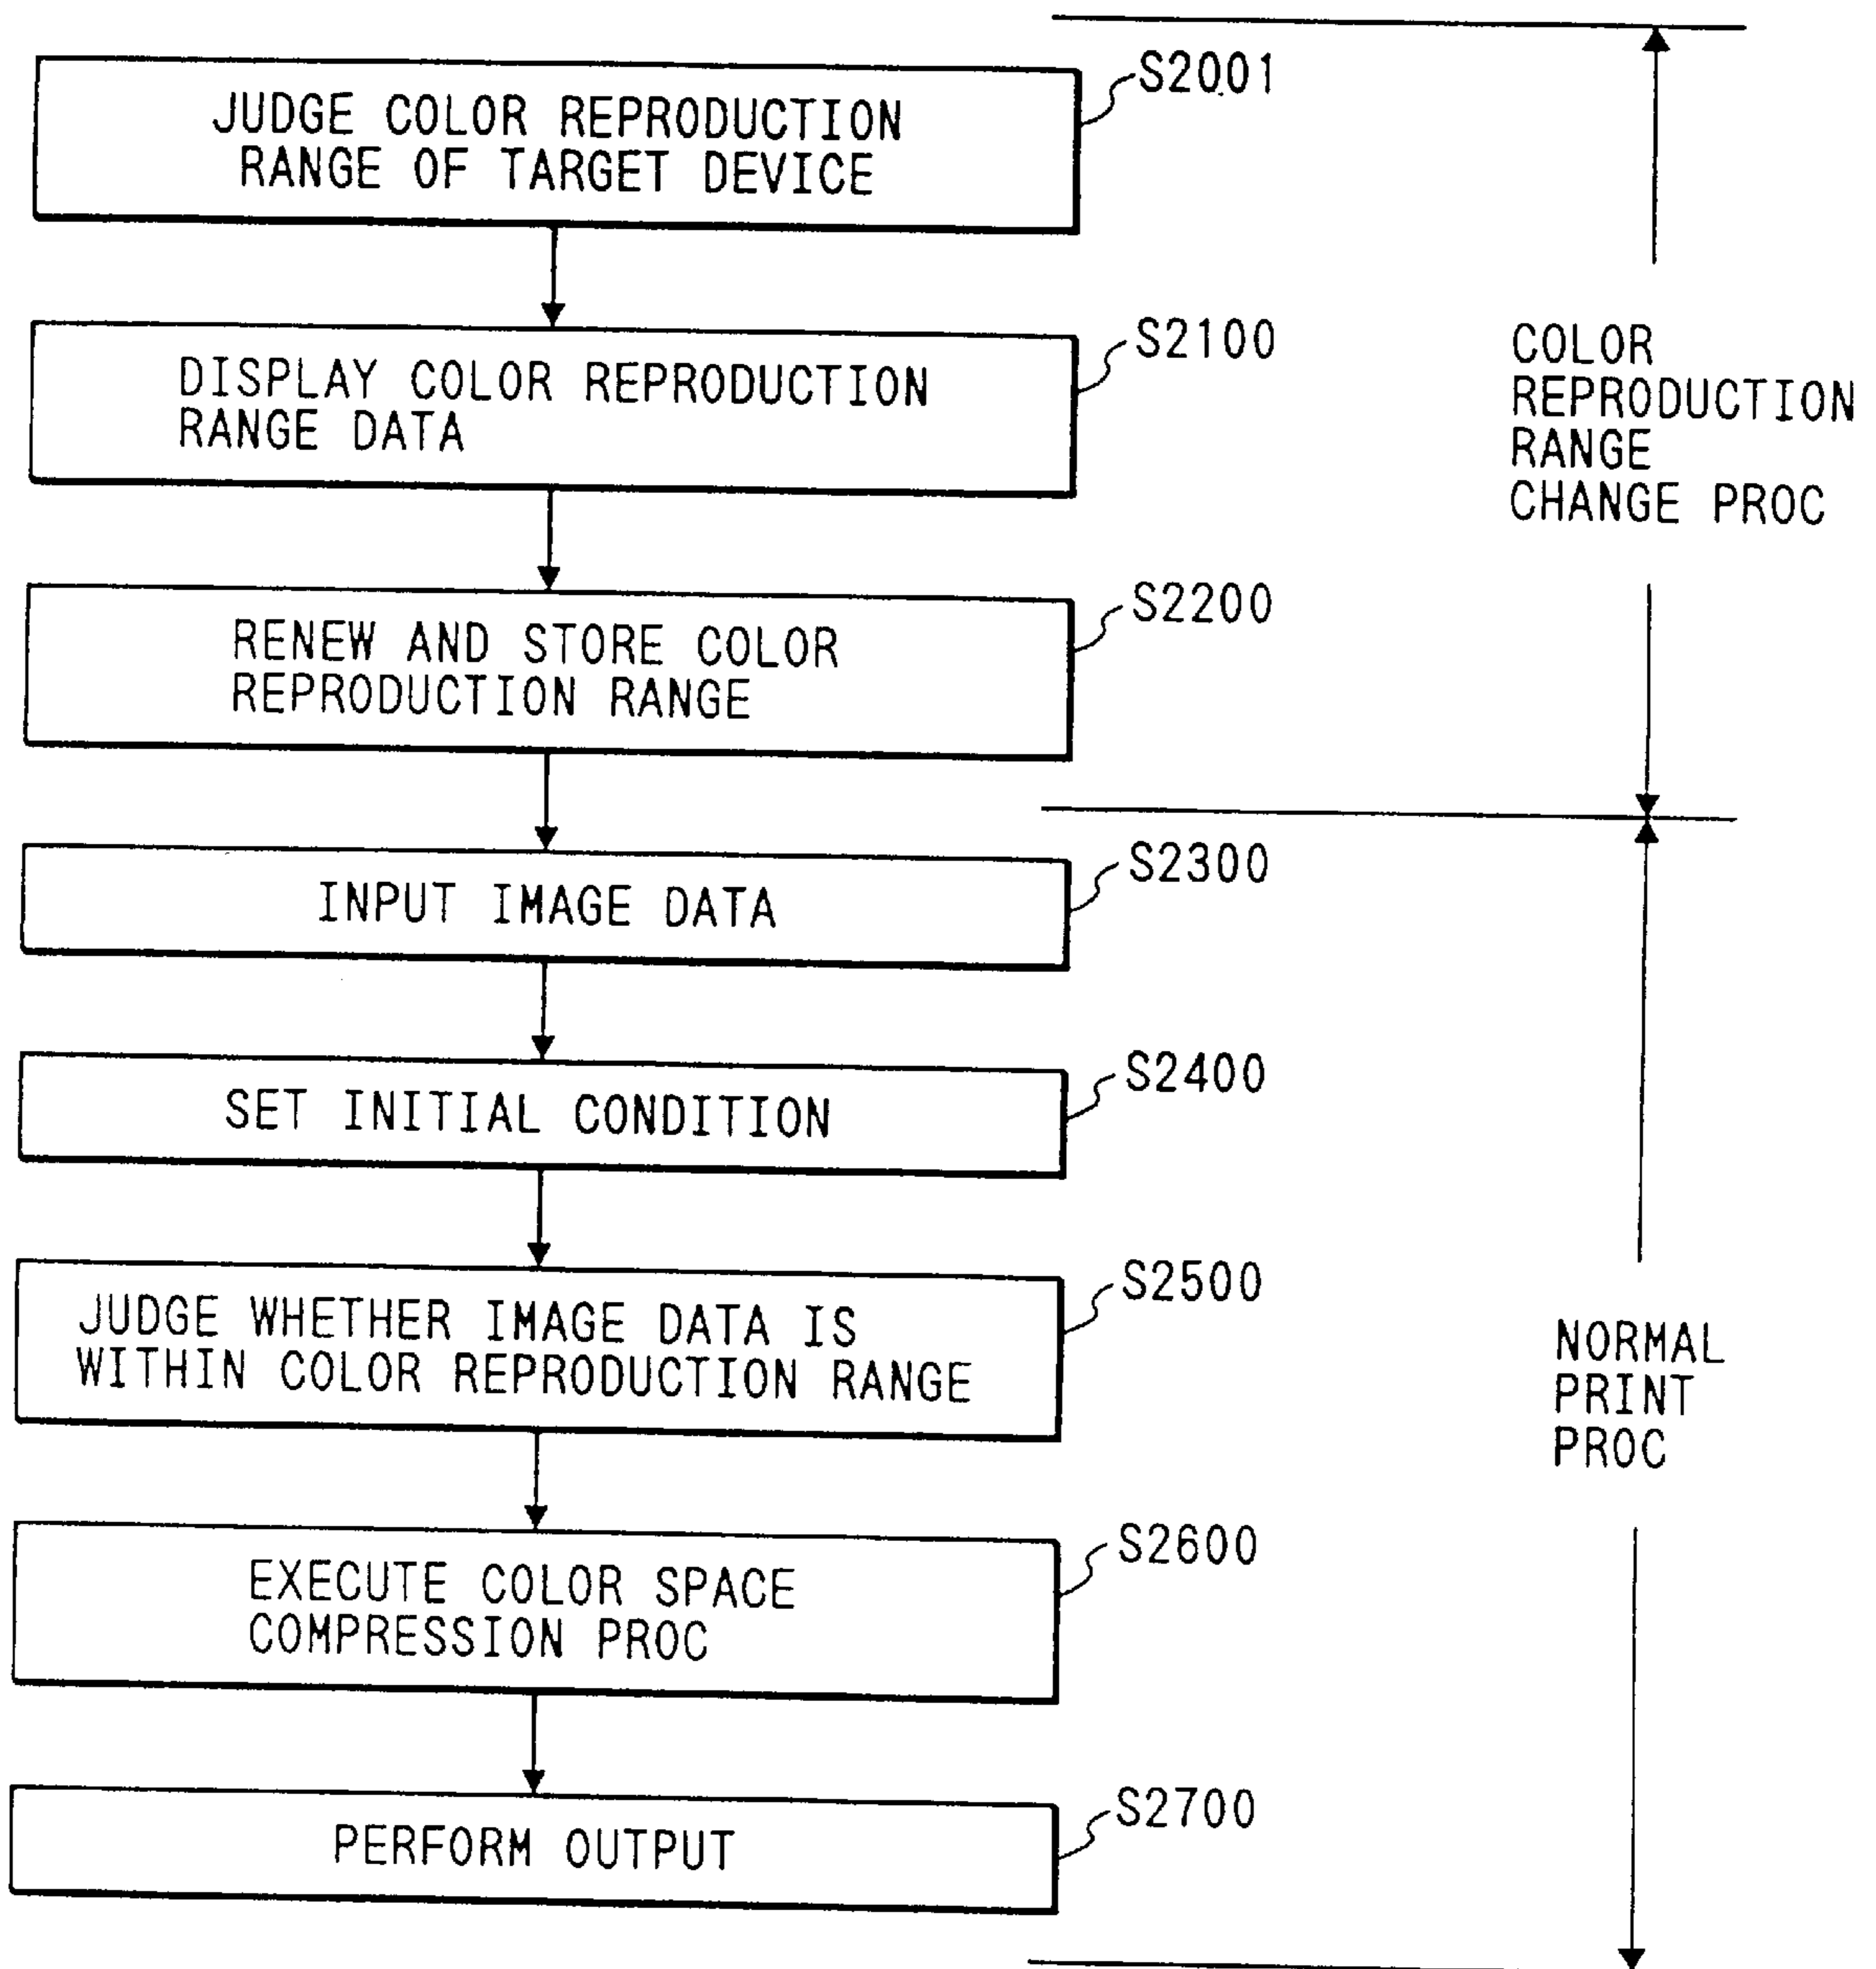 S2001
JUDGE COLOR REPRODUCTION
RANGE OF TARGET DEVICE
S2100
DISPLAY COLOR REPRODUCTION
RANGE DATA
COLOR
REPRODUCTION
RANGE
CHANGE PROC
S2200
RENEW AND STORE COLOR
REPRODUCTION RANGE
S2300
INPUT IMAGE DATA
S2400
SET INITIAL CONDITION
S2500
JUDGE WHETHER IMAGE DATA IS
WITHIN COLOR REPRODUCTION RANGE
NORMAL
PRINT
PROC
S2600
EXECUTE COLOR SPACE
COMPRESSION PROC
S2700
PERFORM OUTPUT